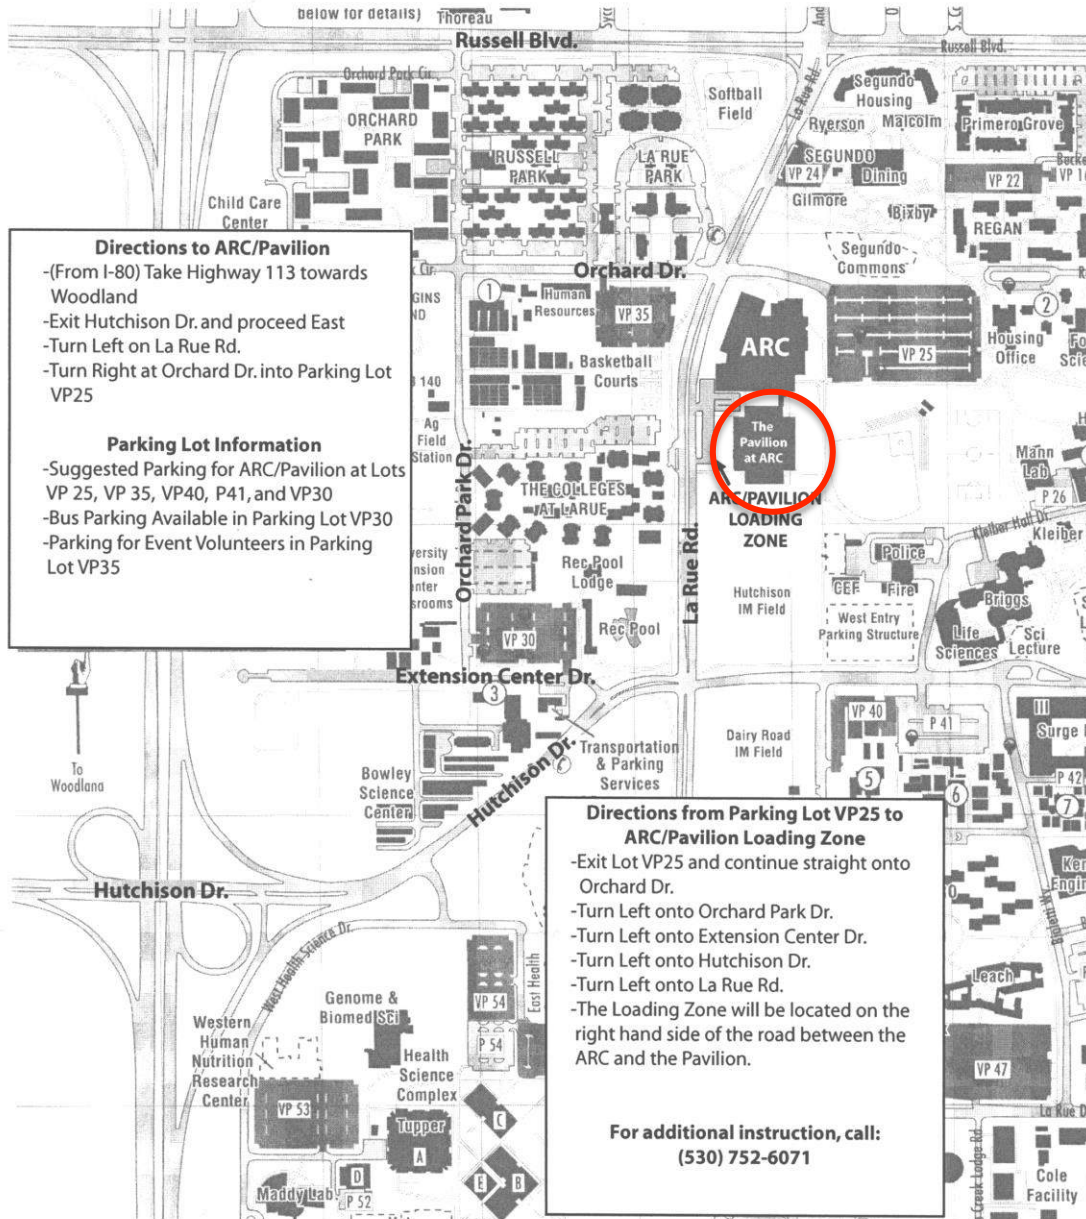 below for details)
Thoreau
Russell Blvd.
Russell Blvd.
Orchard Park Cir.
La Rue Rd.
Softball
Field
Segundo
Housing
Ryerson
Malcolm
Primero Grove
ORCHARD
PARK
RUSSELL
PARK
LA RUE
PARK
SEGUNDO
VP 24
Dining
VP 22
Gilmore
Bixby
REGAN
Child Care
Center
Segundo
Commons
Orchard Dr.
Directions to ARC/Pavilion
-(From I-80) Take Highway 113 towards
Woodland
-Exit Hutchison Dr. and proceed East
-Turn Left on La Rue Rd.
-Turn Right at Orchard Dr. into Parking Lot
VP25
Parking Lot Information
-Suggested Parking for ARC/Pavilion at Lots
VP 25, VP 35, VP40, P41, and VP30
-Bus Parking Available in Parking Lot VP30
-Parking for Event Volunteers in Parking
Lot VP35
1
Human
Resources
VP 35
ARC
VP 25
2
Housing
Office
Basketball
Courts
140
Ag
Field
Station
The
Pavilion
at ARC
ARC/PAVILION
LOADING
ZONE
Mann
Lab
P 26
Kleiber Hall Dr.
Kleiber
Orchard Park Dr.
THE COLLEGES
AT LARUE
La Rue Rd.
Rec Pool
Lodge
Hutchison
IM Field
Police
CEF
Fire
Briggs
West Entry
Parking Structure
Life
Sciences
Sci
Lecture
VP 30
Rec Pool
Extension Center Dr.
3
To
Woodland
Hutchison Dr.
Transportation
& Parking
Services
Dairy Road
IM Field
VP 40
P 41
Surge
P 42
5
6
7
Bowley
Science
Center
Hutchison Dr.
Directions from Parking Lot VP25 to
ARC/Pavilion Loading Zone
-Exit Lot VP25 and continue straight onto
Orchard Dr.
-Turn Left onto Orchard Park Dr.
-Turn Left onto Extension Center Dr.
-Turn Left onto Hutchison Dr.
-Turn Left onto La Rue Rd.
-The Loading Zone will be located on the
right hand side of the road between the
ARC and the Pavilion.
For additional instruction, call:
(530) 752-6071
West Health Science Dr.
East Health
VP 54
P 54
Genome &
Biomed Sci
Western
Human
Nutrition
Research
Center
Health
Science
Complex
VP 53
Tupper
A
B
C
D
E
Maddy Lab
P 52
Leach
VP 47
Cole
Facility